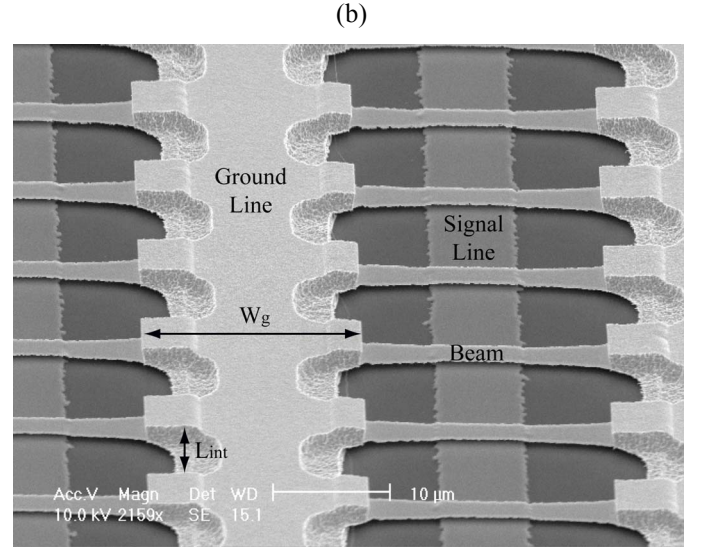 (b)
Ground
Line
Signal
Line
Wg
Beam
Lint
Acc.V Magn Det WD 10 µm
10.0 kV 2159x SE 15.1